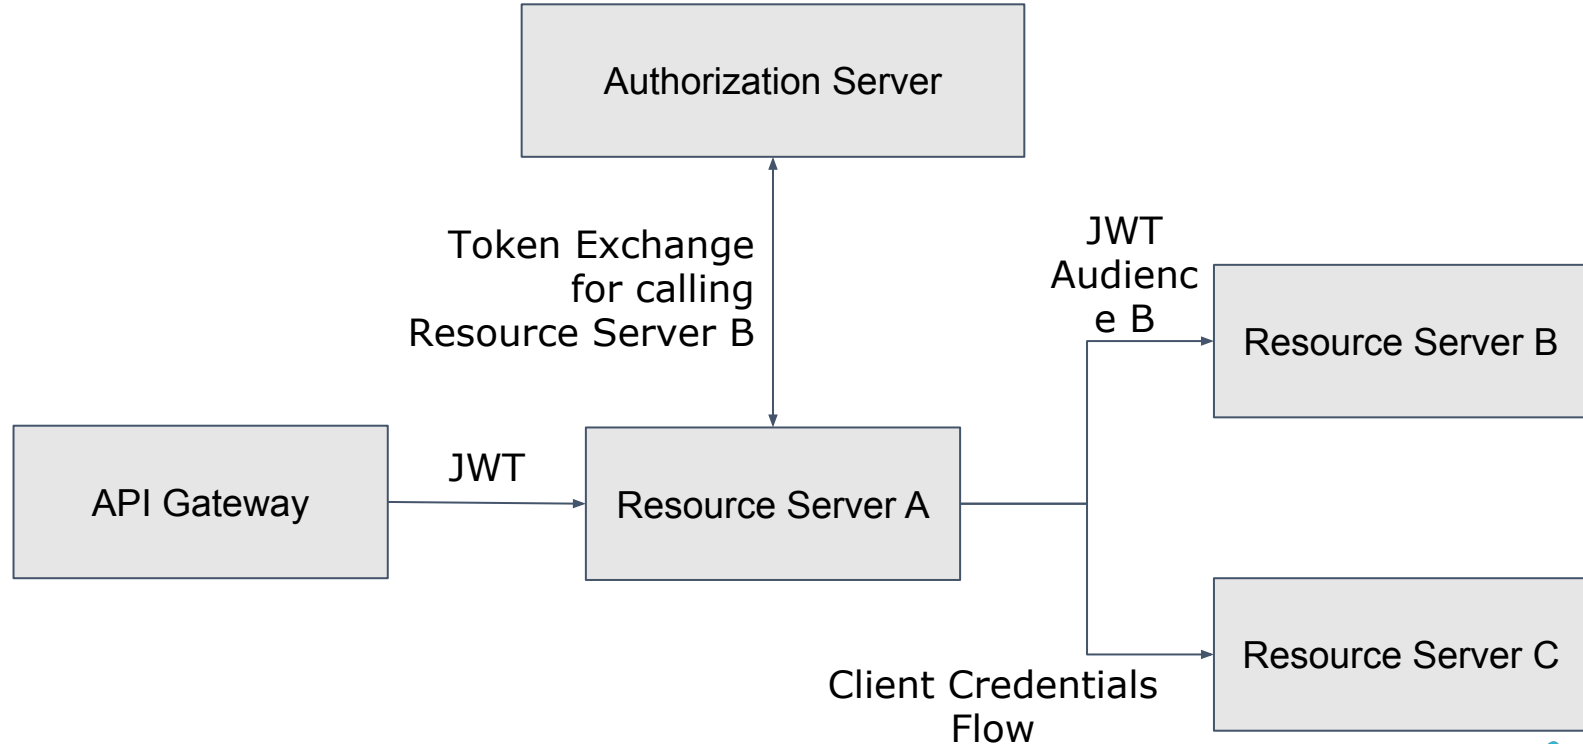 Authorization Server
Token Exchange
for calling
Resource Server B
JWT
Audienc
e B
Resource Server B
API Gateway
JWT
Resource Server A
Resource Server C
Client Credentials
Flow